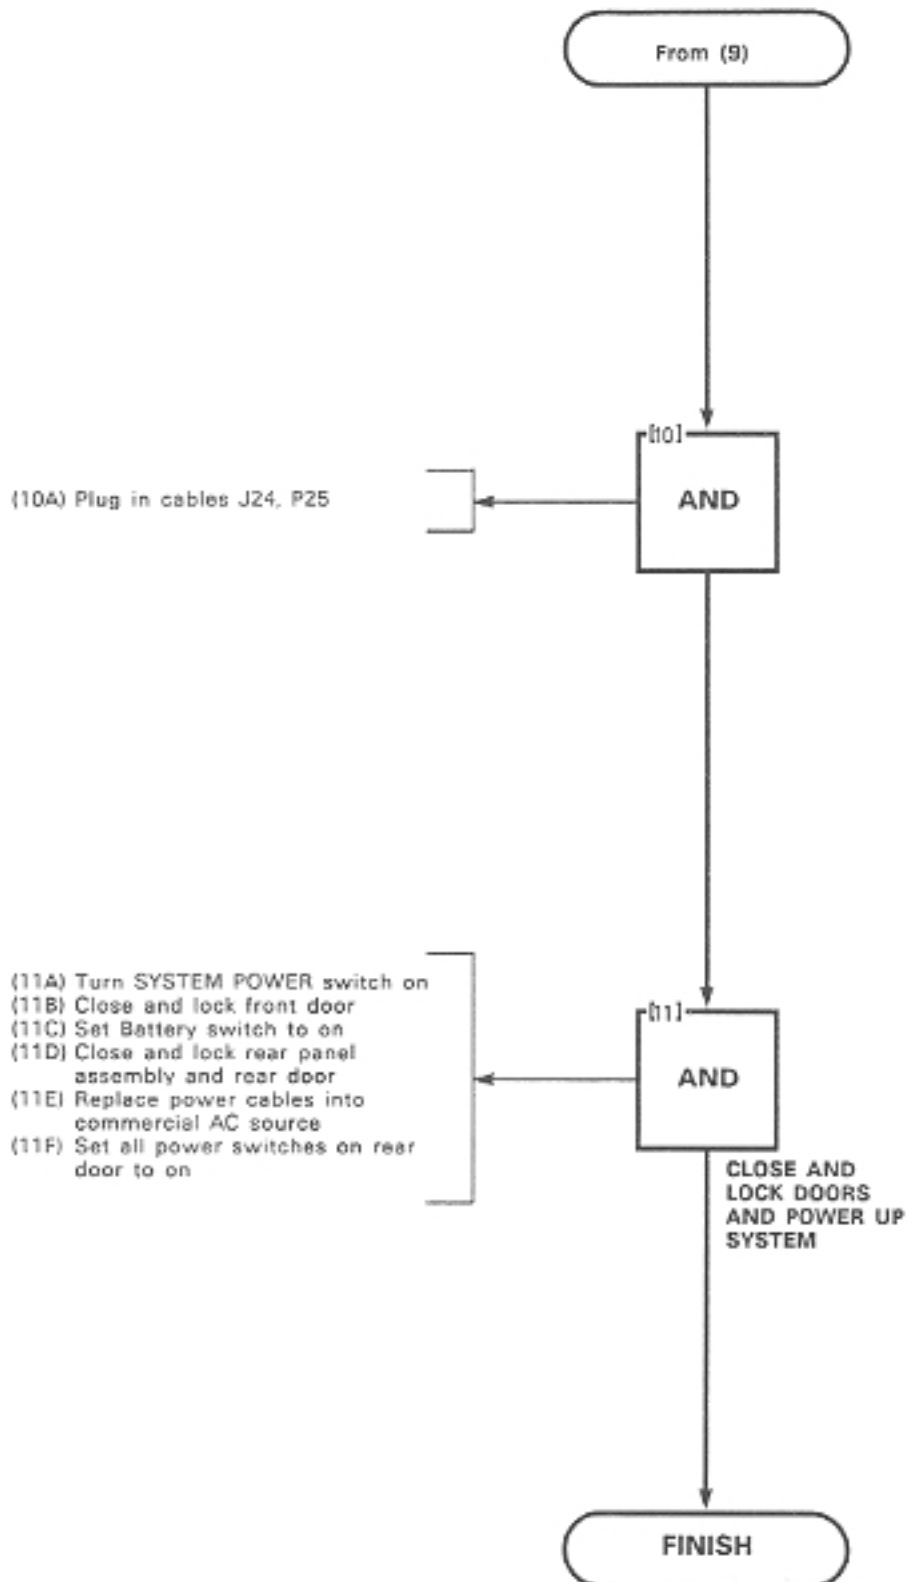 From (9)
[10]
AND
(10A) Plug in cables J24, P25
(11A) Turn SYSTEM POWER switch on
(11B) Close and lock front door
(11C) Set Battery switch to on
(11D) Close and lock rear panel
assembly and rear door
(11E) Replace power cables into
commercial AC source
(11F) Set all power switches on rear
door to on
[11]
AND
CLOSE AND
LOCK DOORS
AND POWER UP
SYSTEM
FINISH